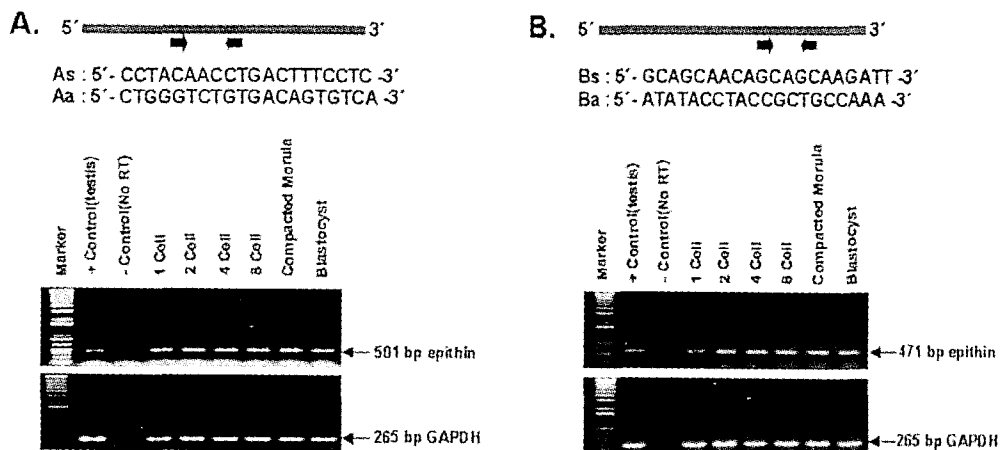 A.
5´ 3´
As : 5´- CCTACAACCTGACTTTCCTC -3´
Aa : 5´- CTGGGTCTGTGACAGTGTCA -3´
Marker
+ Control(testis)
- Control(No RT)
1 Cell
2 Cell
4 Cell
8 Cell
Compacted Morula
Blastocyst
501 bp epithin
265 bp GAPDH
B.
5´ 3´
Bs : 5´- GCAGCAACAGCAGCAAGATT -3´
Ba : 5´- ATATACCTACCGCTGCCAAA -3´
Marker
+ Control(testis)
- Control(No RT)
1 Cell
2 Cell
4 Cell
8 Cell
Compacted Morula
Blastocyst
471 bp epithin
265 bp GAPDH